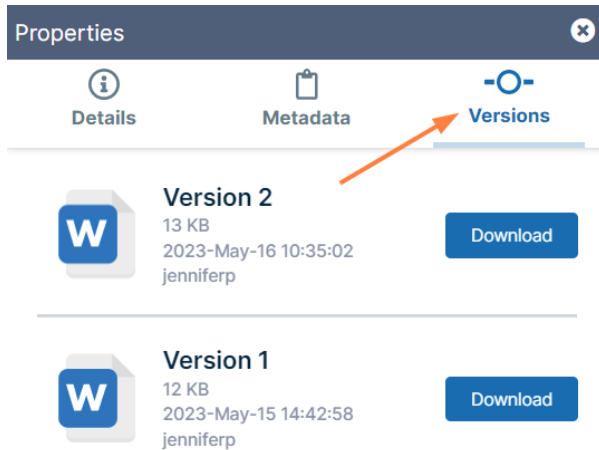 Properties
Details Metadata Versions
W
Version 2
13 KB
2023-May-16 10:35:02
jenniferp
Download
W
Version 1
12 KB
2023-May-15 14:42:58
jenniferp
Download